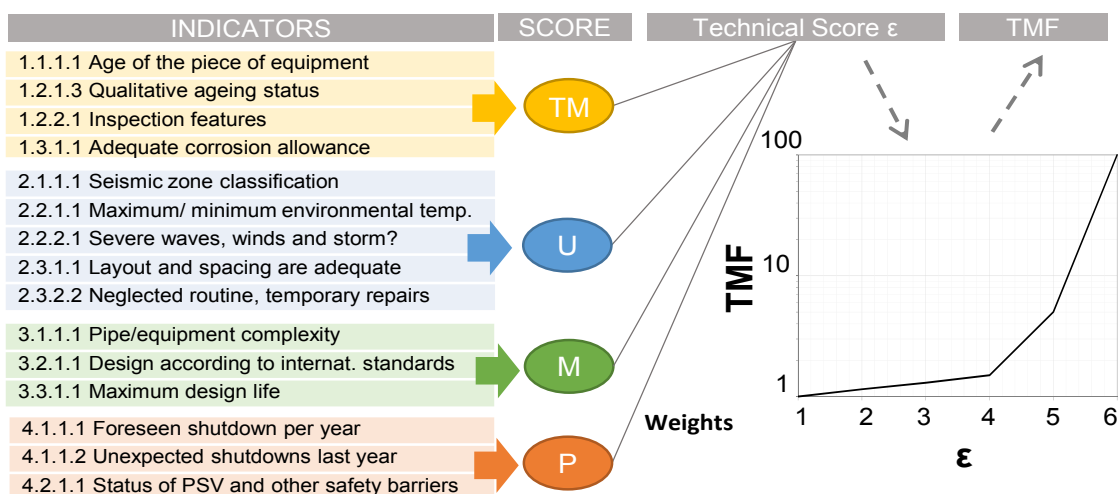 INDICATORS
SCORE
Technical Score ε
TMF
1.1.1.1 Age of the piece of equipment
1.2.1.3 Qualitative ageing status
1.2.2.1 Inspection features
1.3.1.1 Adequate corrosion allowance
TM
2.1.1.1 Seismic zone classification
2.2.1.1 Maximum/ minimum environmental temp.
2.2.2.1 Severe waves, winds and storm?
2.3.1.1 Layout and spacing are adequate
2.3.2.2 Neglected routine, temporary repairs
U
3.1.1.1 Pipe/equipment complexity
3.2.1.1 Design according to internat. standards
3.3.1.1 Maximum design life
M
4.1.1.1 Foreseen shutdown per year
4.1.1.2 Unexpected shutdowns last year
4.2.1.1 Status of PSV and other safety barriers
P
Weights
TMF
100
10
1
1 2 3 4 5 6
ε